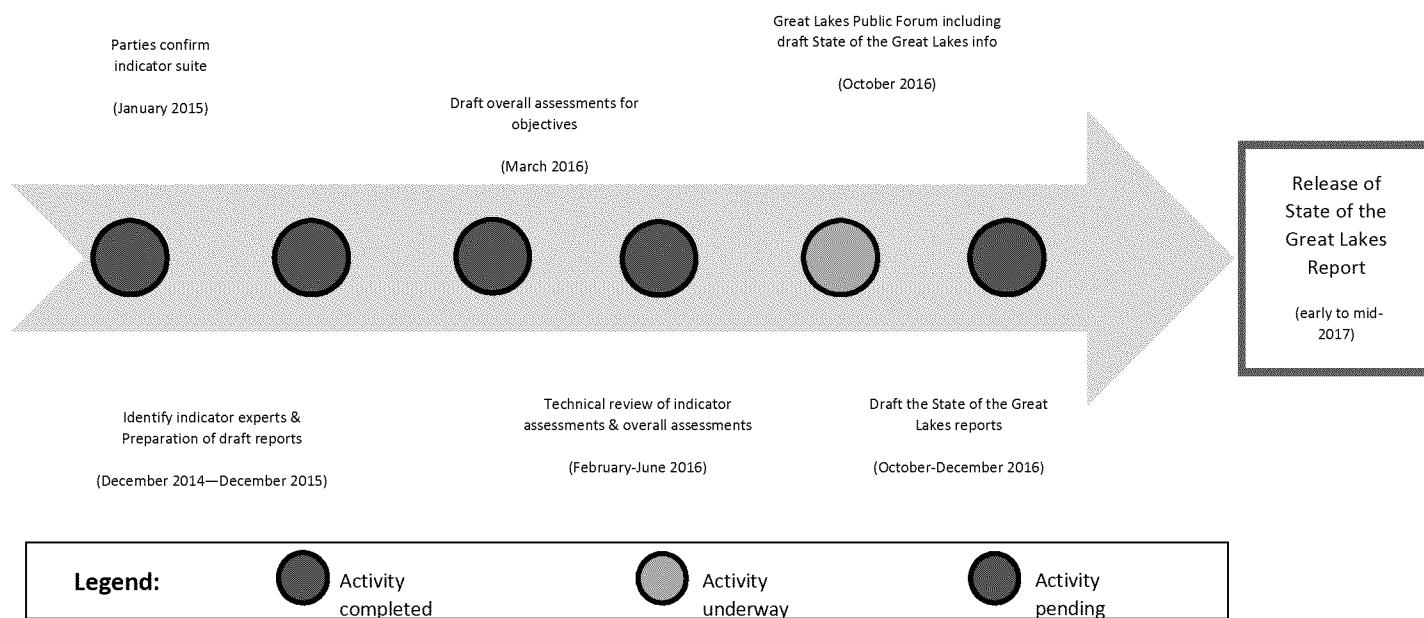 Parties confirm
indicator suite
(January 2015)
Draft overall assessments for
objectives
(March 2016)
Great Lakes Public Forum including
draft State of the Great Lakes info
(October 2016)
Release of
State of the
Great Lakes
Report
(early to mid-
2017)
Identify indicator experts &
Preparation of draft reports
(December 2014—December 2015)
Technical review of indicator
assessments & overall assessments
(February-June 2016)
Draft the State of the Great
Lakes reports
(October-December 2016)
Legend:
Activity
completed
Activity
underway
Activity
pending